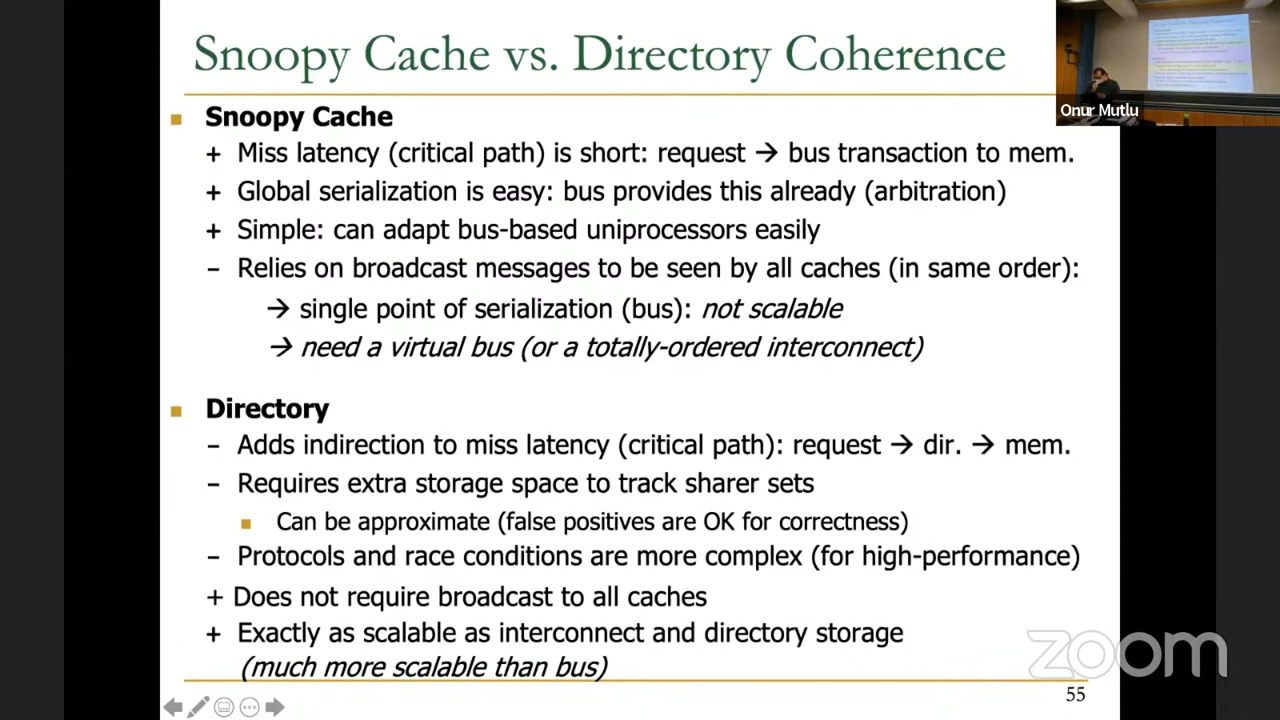 Snoopy Cache vs. Directory Coherence
Onur Mutlu
Snoopy Cache
+ Miss latency (critical path) is short: request → bus transaction to mem.
+ Global serialization is easy: bus provides this already (arbitration)
+ Simple: can adapt bus-based uniprocessors easily
– Relies on broadcast messages to be seen by all caches (in same order):
→ single point of serialization (bus): not scalable
→ need a virtual bus (or a totally-ordered interconnect)
Directory
– Adds indirection to miss latency (critical path): request → dir. → mem.
– Requires extra storage space to track sharer sets
Can be approximate (false positives are OK for correctness)
– Protocols and race conditions are more complex (for high-performance)
+ Does not require broadcast to all caches
+ Exactly as scalable as interconnect and directory storage
(much more scalable than bus)
zoom
55